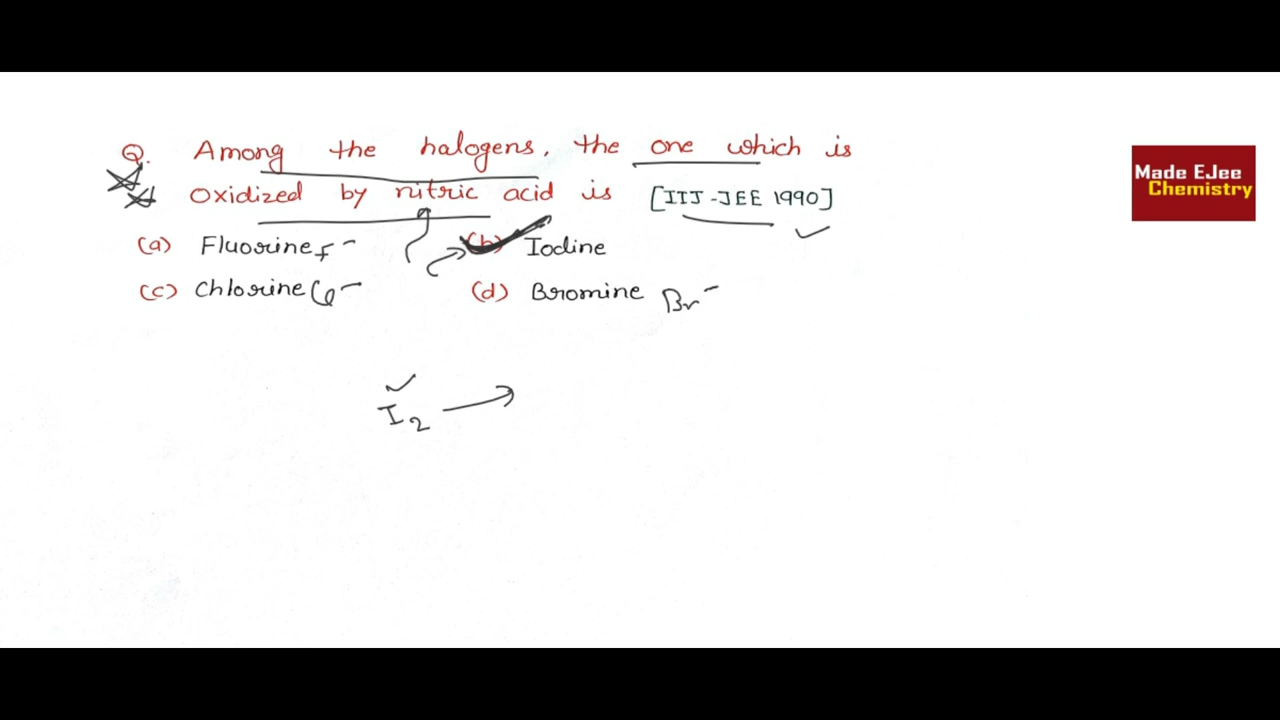 Q. Among the halogens, the one which is
oxidized by nitric acid is [IIT-JEE 1990]
(a) Fluorine F⁻ (b) Iodine
(c) Chlorine Cl⁻ (d) Bromine Br⁻
I₂ →
Made EJee
Chemistry